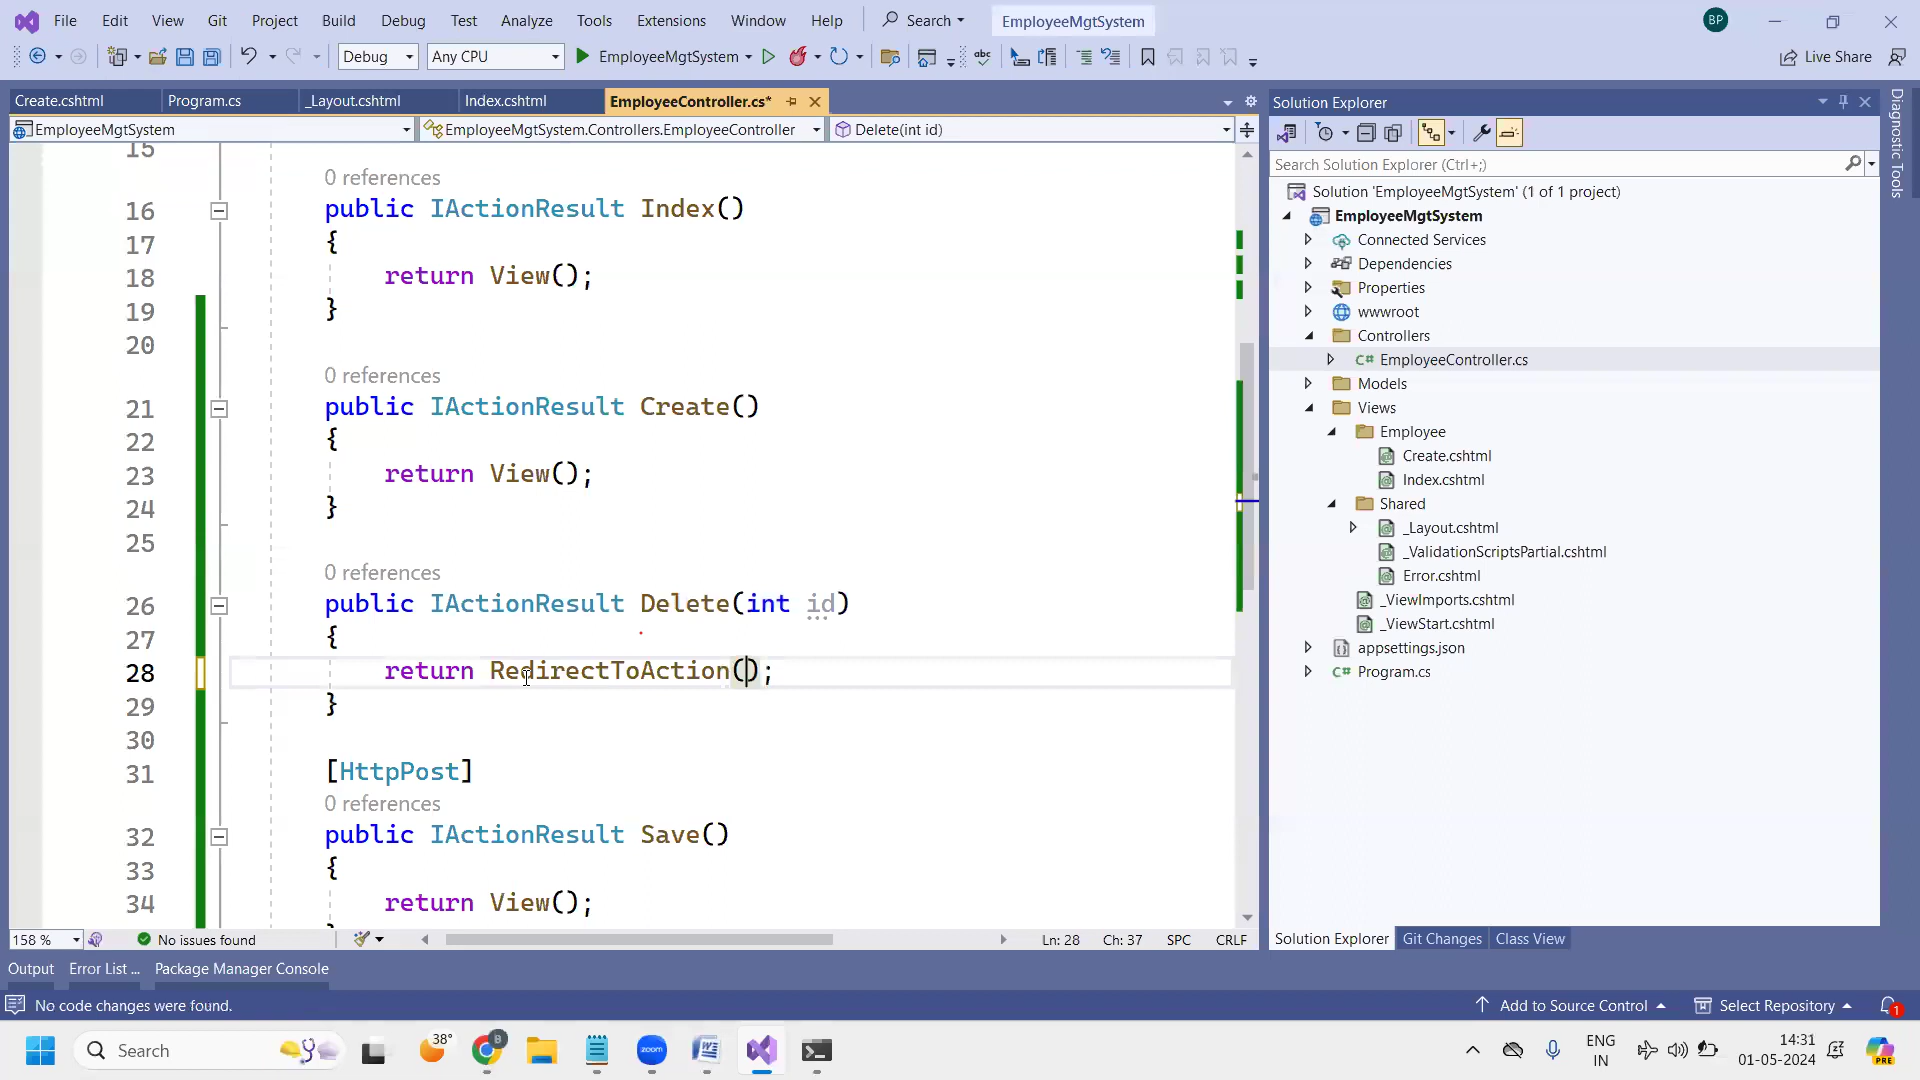 File Edit View Git Project Build Debug Test Analyze Tools Extensions Window Help Search EmployeeMgtSystem BP
Debug Any CPU EmployeeMgtSystem Live Share
Create.cshtml Program.cs _Layout.cshtml Index.cshtml EmployeeController.cs*
EmployeeMgtSystem EmployeeMgtSystem.Controllers.EmployeeController Delete(int id)
15
0 references
16 public IActionResult Index()
17 {
18 return View();
19 }
20
0 references
21 public IActionResult Create()
22 {
23 return View();
24 }
25
0 references
26 public IActionResult Delete(int id)
27 {
28 return RedirectToAction();
29 }
30
31 [HttpPost]
0 references
32 public IActionResult Save()
33 {
34 return View();
158 % No issues found Ln: 28 Ch: 37 SPC CRLF
Solution Explorer
Search Solution Explorer (Ctrl+;)
Solution 'EmployeeMgtSystem' (1 of 1 project)
EmployeeMgtSystem
Connected Services
Dependencies
Properties
wwwroot
Controllers
C# EmployeeController.cs
Models
Views
Employee
Create.cshtml
Index.cshtml
Shared
_Layout.cshtml
_ValidationScriptsPartial.cshtml
Error.cshtml
_ViewImports.cshtml
_ViewStart.cshtml
appsettings.json
C# Program.cs
Solution Explorer Git Changes Class View
Diagnostic Tools
Output Error List ... Package Manager Console
No code changes were found. Add to Source Control Select Repository 1
Search 38° B zoom ENG IN 14:31 01-05-2024 PRE